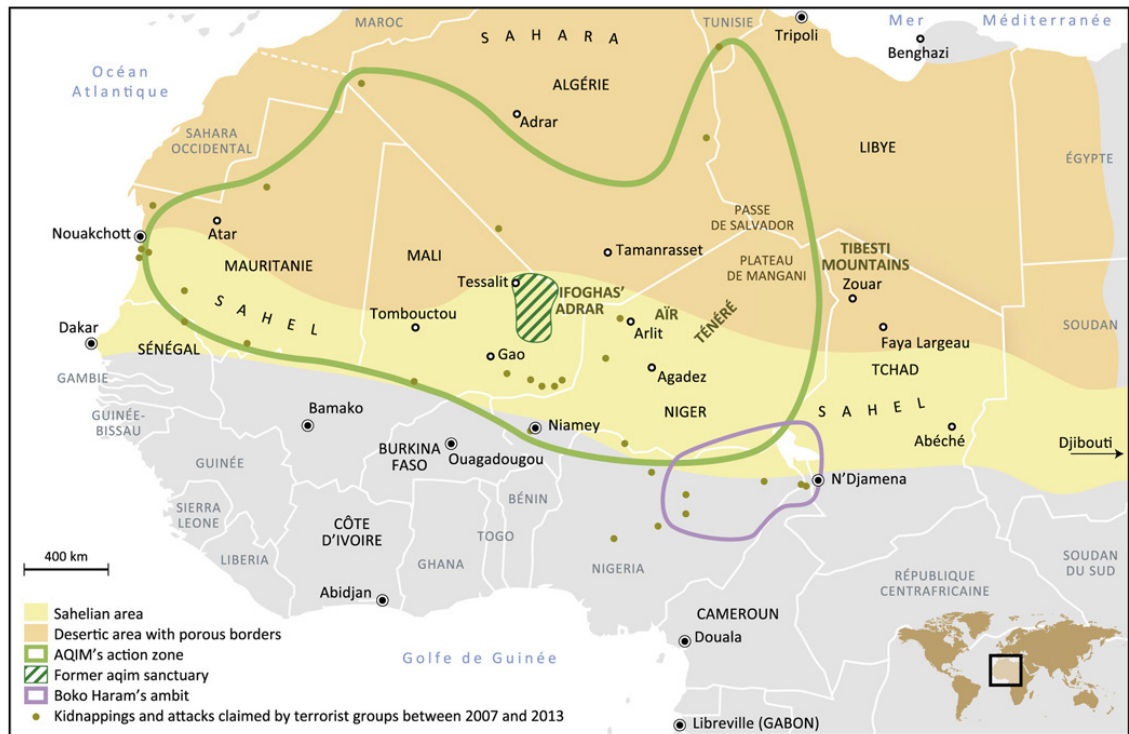 MAROC
TUNISIE
Mer
Méditerranée
Tripoli
Benghazi
SAHARA
Océan
Atlantique
ALGÉRIE
Adrar
SAHARA
OCCIDENTAL
LIBYE
ÉGYPTE
PASSE
DE SALVADOR
Nouakchott
Atar
Tamanrasset
MAURITANIE
MALI
PLATEAU
DE MANGANI
TIBESTI
MOUNTAINS
Zouar
Tessalit
IFOGHAS'
ADRAR
AÏR
TÉNÉRÉ
SAHEL
Tombouctou
Arlit
Faya Largeau
SOUDAN
Dakar
SÉNÉGAL
Gao
Agadez
TCHAD
GAMBIE
NIGER
SAHEL
GUINÉE-
BISSAU
Bamako
Niamey
Abéché
Djibouti
BURKINA
FASO
Ouagadougou
GUINÉE
N'Djamena
BÉNIN
SIERRA
LEONE
CÔTE
D'IVOIRE
TOGO
GHANA
LIBERIA
NIGERIA
400 km
SOUDAN
DU SUD
RÉPUBLIQUE
CENTRAFRICAINE
Abidjan
CAMEROUN
Douala
Golfe de Guinée
Libreville (GABON)
Sahelian area
Desertic area with porous borders
AQIM's action zone
Former aqim sanctuary
Boko Haram's ambit
Kidnappings and attacks claimed by terrorist groups between 2007 and 2013